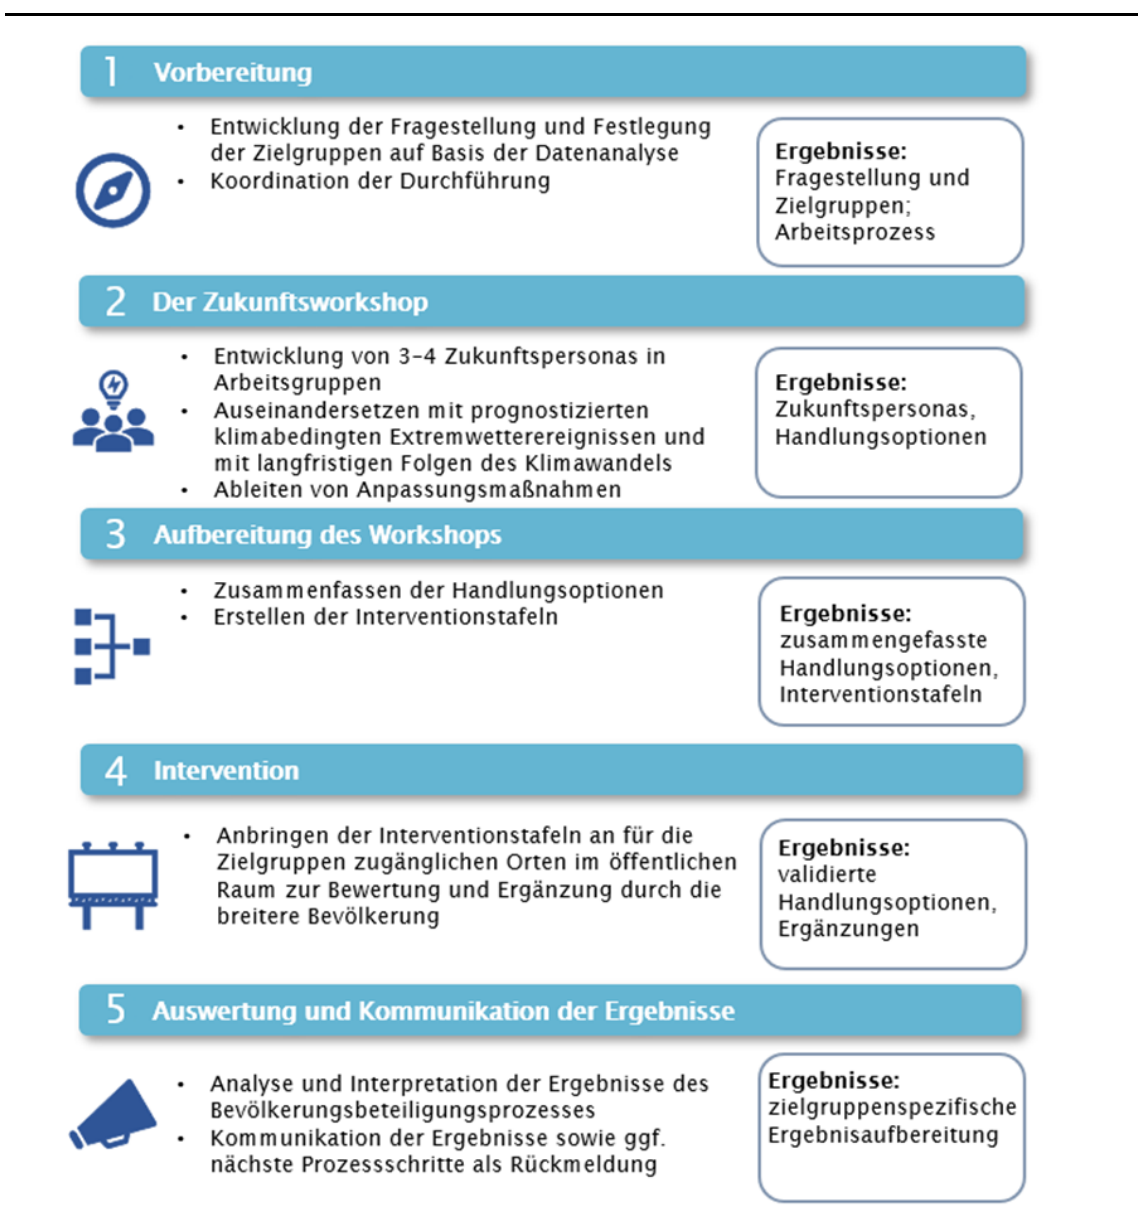 1 Vorbereitung
• Entwicklung der Fragestellung und Festlegung
der Zielgruppen auf Basis der Datenanalyse
• Koordination der Durchführung
Ergebnisse:
Fragestellung und
Zielgruppen;
Arbeitsprozess
2 Der Zukunftsworkshop
• Entwicklung von 3–4 Zukunftspersonas in
Arbeitsgruppen
• Auseinandersetzen mit prognostizierten
klimabedingten Extremwetterereignissen und
mit langfristigen Folgen des Klimawandels
• Ableiten von Anpassungsmaßnahmen
Ergebnisse:
Zukunftspersonas,
Handlungsoptionen
3 Aufbereitung des Workshops
• Zusammenfassen der Handlungsoptionen
• Erstellen der Interventionstafeln
Ergebnisse:
zusammengefasste
Handlungsoptionen,
Interventionstafeln
4 Intervention
• Anbringen der Interventionstafeln an für die
Zielgruppen zugänglichen Orten im öffentlichen
Raum zur Bewertung und Ergänzung durch die
breitere Bevölkerung
Ergebnisse:
validierte
Handlungsoptionen,
Ergänzungen
5 Auswertung und Kommunikation der Ergebnisse
• Analyse und Interpretation der Ergebnisse des
Bevölkerungsbeteiligungsprozesses
• Kommunikation der Ergebnisse sowie ggf.
nächste Prozessschritte als Rückmeldung
Ergebnisse:
zielgruppenspezifische
Ergebnisaufbereitung